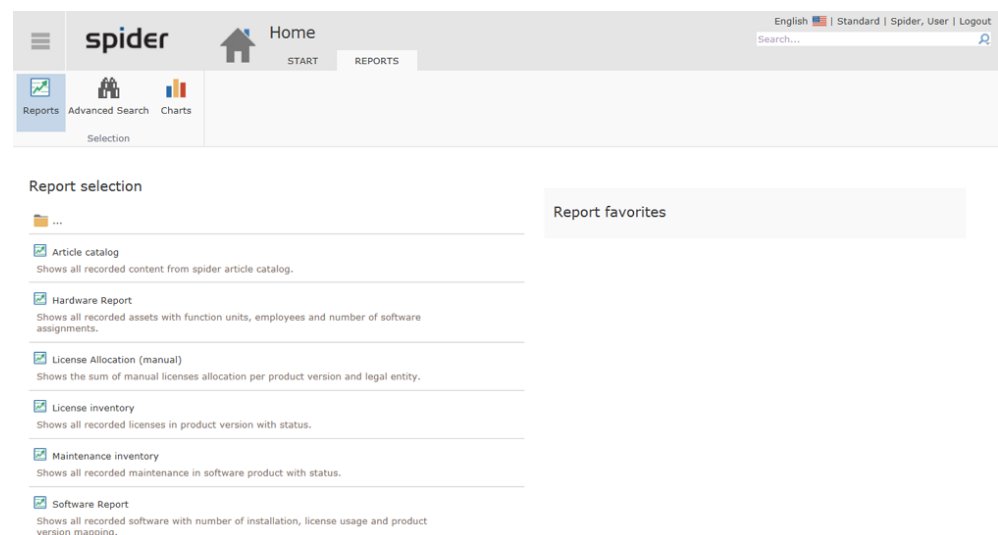 English | Standard | Spider, User | Logout
spider
Home
Search...
START REPORTS
Reports Advanced Search Charts
Selection
Report selection
Report favorites
...
Article catalog
Shows all recorded content from spider article catalog.
Hardware Report
Shows all recorded assets with function units, employees and number of software
assignments.
License Allocation (manual)
Shows the sum of manual licenses allocation per product version and legal entity.
License inventory
Shows all recorded licenses in product version with status.
Maintenance inventory
Shows all recorded maintenance in software product with status.
Software Report
Shows all recorded software with number of installation, license usage and product
version mapping.